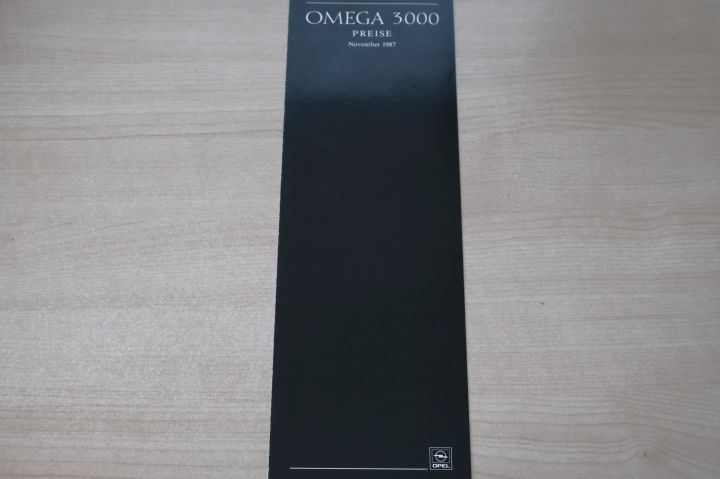 OMEGA 3000
PREISE
November 1987
OPEL